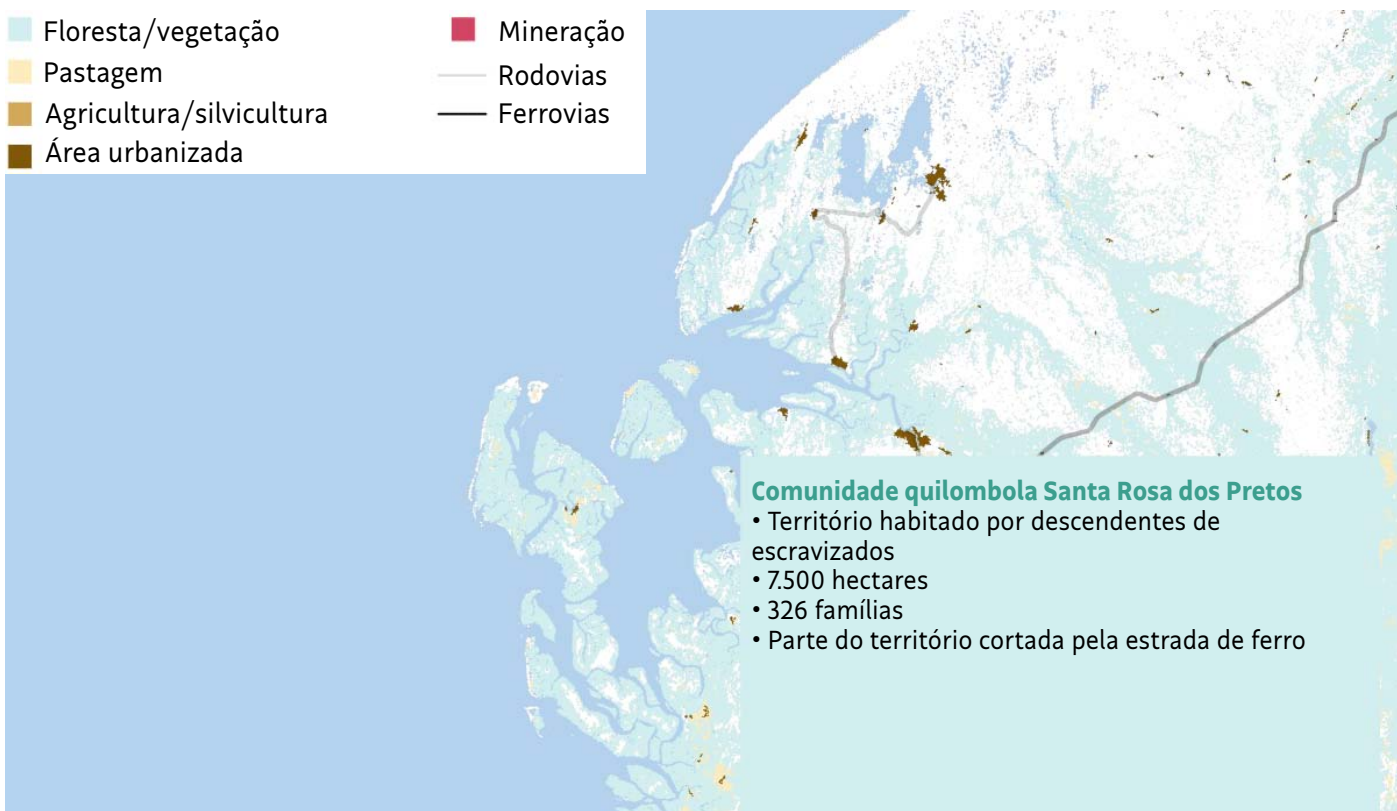 Floresta/vegetação
Pastagem
Agricultura/silvicultura
Área urbanizada
Mineração
Rodovias
Ferrovias
Comunidade quilombola Santa Rosa dos Pretos
• Território habitado por descendentes de
escravizados
• 7.500 hectares
• 326 famílias
• Parte do território cortada pela estrada de ferro